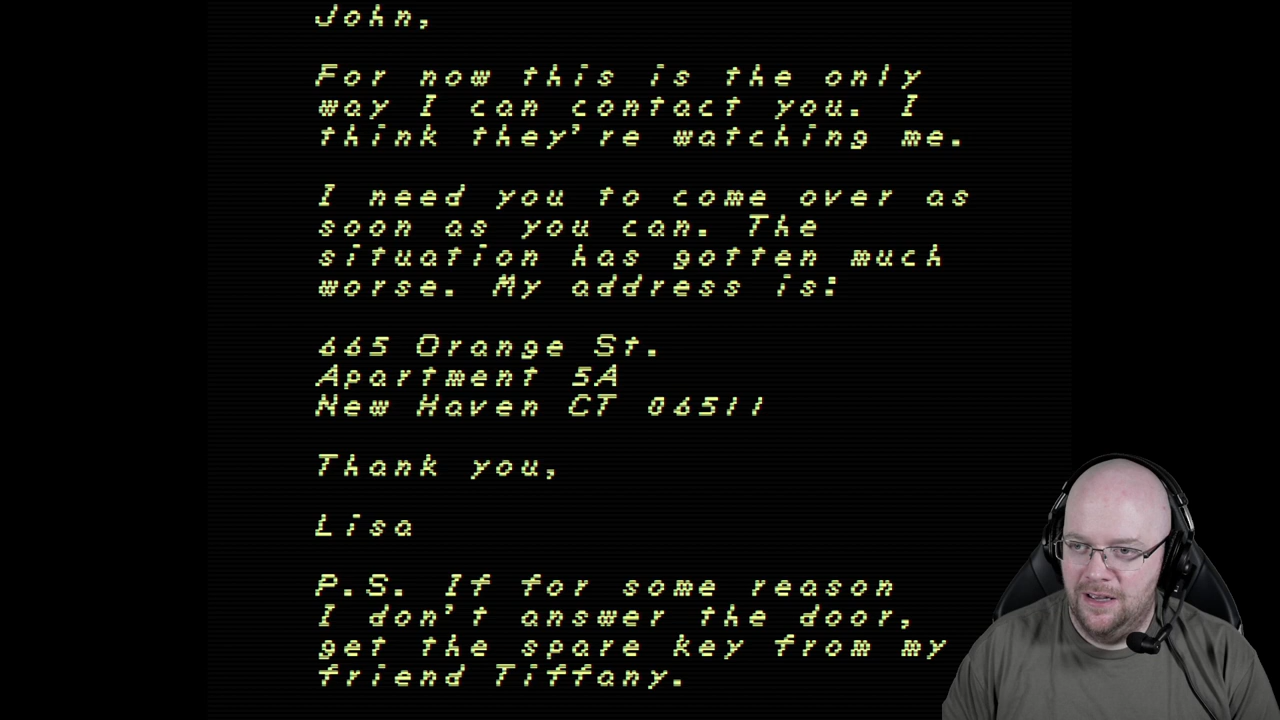 John,
For now this is the only
way I can contact you. I
think they're watching me.
I need you to come over as
soon as you can. The
situation has gotten much
worse. My address is:
665 Orange St.
Apartment 5A
New Haven CT 06511
Thank you,
Lisa
P.S. If for some reason
I don't answer the door,
get the spare key from my
friend Tiffany.